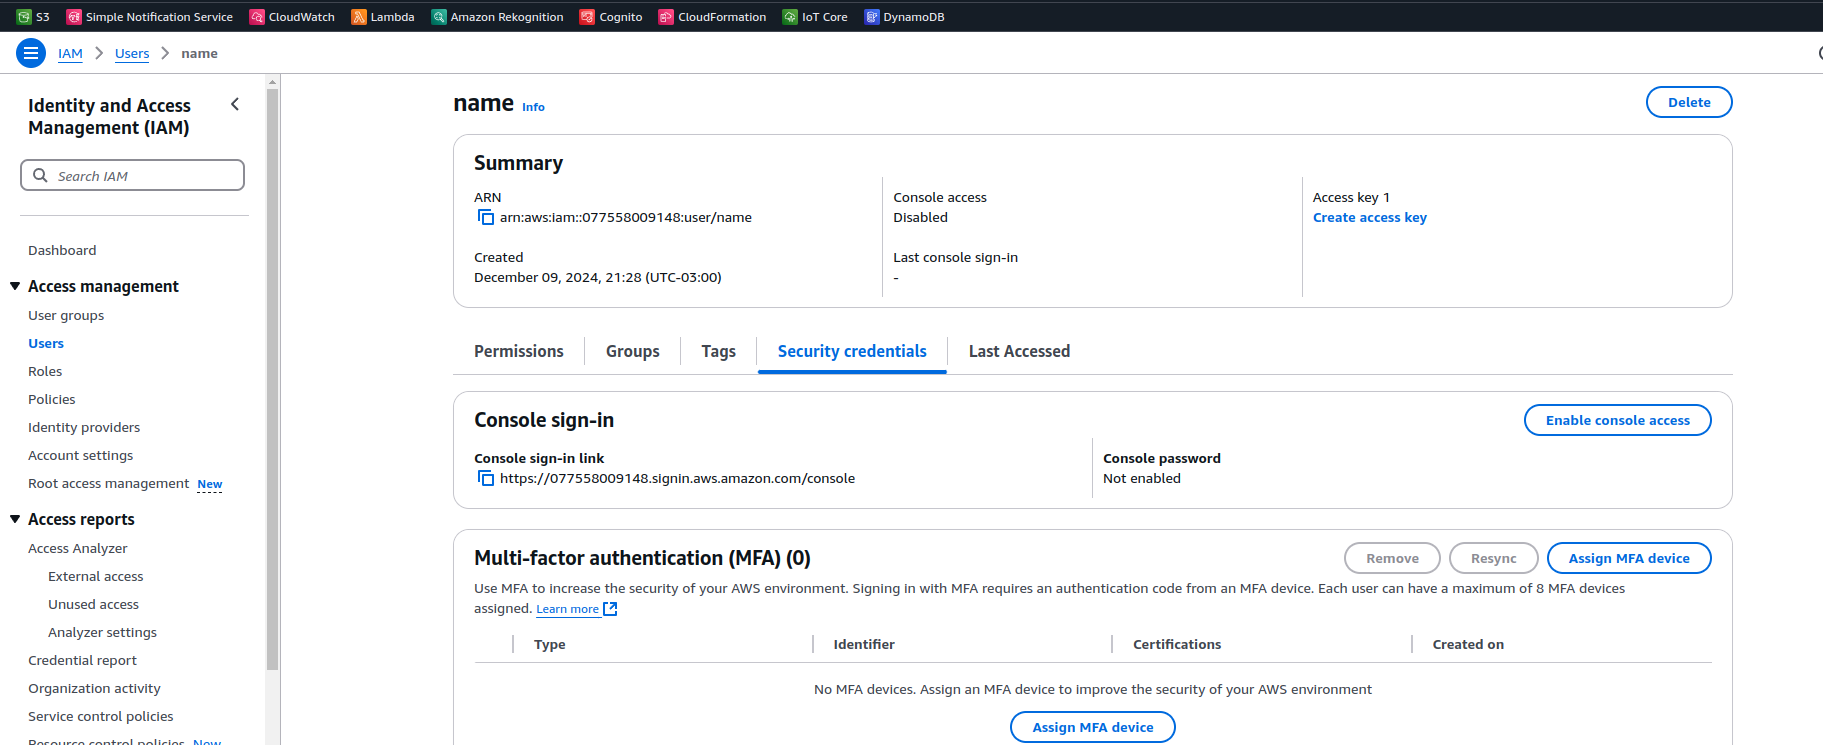 S3 Simple Notification Service CloudWatch Lambda Amazon Rekognition Cognito CloudFormation IoT Core DynamoDB
IAM Users name
Identity and Access
Management (IAM)
Search IAM
Dashboard
Access management
User groups
Users
Roles
Policies
Identity providers
Account settings
Root access management New
Access reports
Access Analyzer
External access
Unused access
Analyzer settings
Credential report
Organization activity
Service control policies
Resource control policies New
name Info
Delete
Summary
ARN
arn:aws:iam::077558009148:user/name
Created
December 09, 2024, 21:28 (UTC-03:00)
Console access
Disabled
Last console sign-in
-
Access key 1
Create access key
Permissions Groups Tags Security credentials Last Accessed
Console sign-in
Enable console access
Console sign-in link
https://077558009148.signin.aws.amazon.com/console
Console password
Not enabled
Multi-factor authentication (MFA) (0)
Remove Resync Assign MFA device
Use MFA to increase the security of your AWS environment. Signing in with MFA requires an authentication code from an MFA device. Each user can have a maximum of 8 MFA devices
assigned. Learn more
Type Identifier Certifications Created on
No MFA devices. Assign an MFA device to improve the security of your AWS environment
Assign MFA device